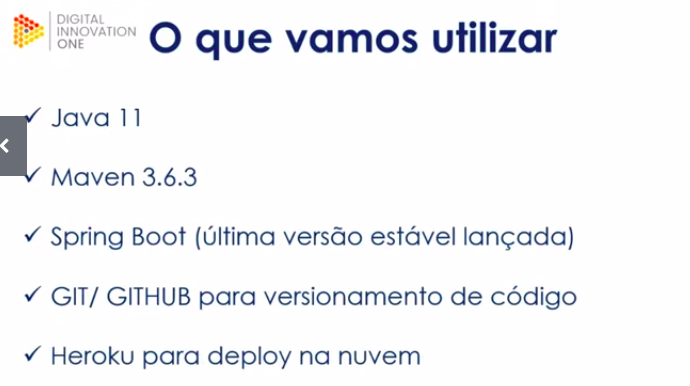 DIGITAL
INNOVATION
ONE
O que vamos utilizar
✓ Java 11
✓ Maven 3.6.3
✓ Spring Boot (última versão estável lançada)
✓ GIT/ GITHUB para versionamento de código
✓ Heroku para deploy na nuvem